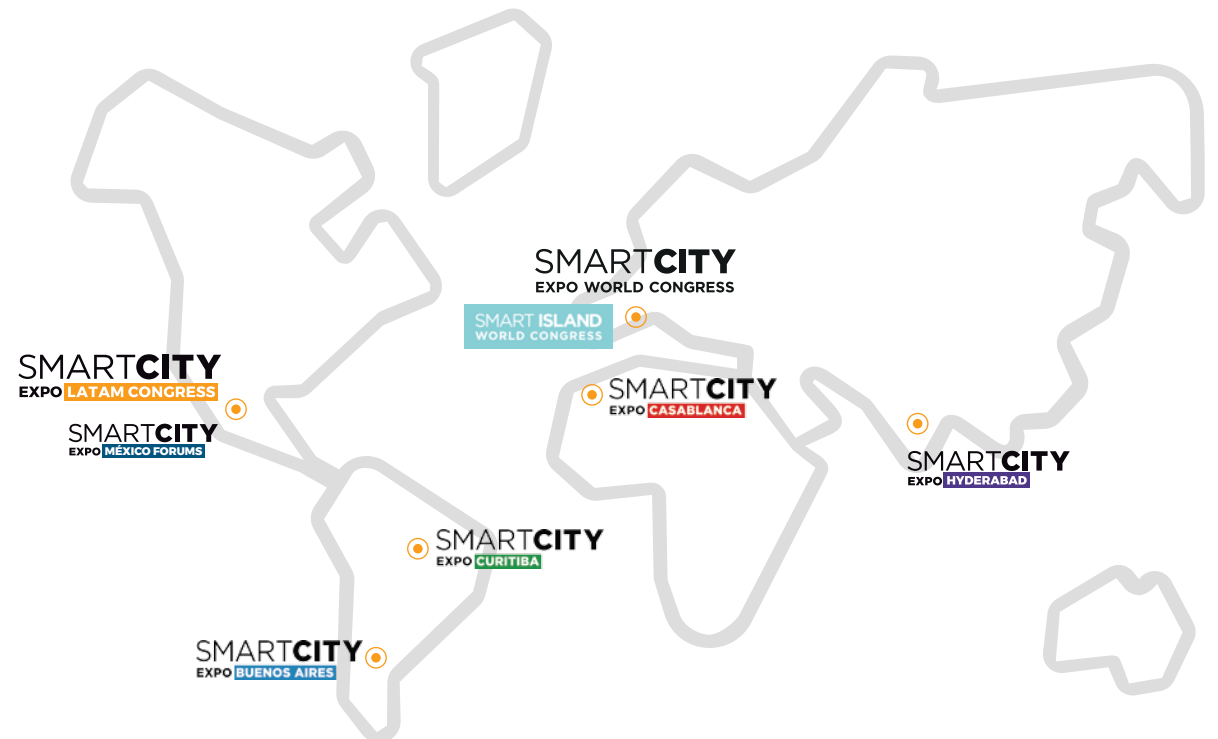 SMARTCITY
EXPO WORLD CONGRESS
SMART ISLAND
WORLD CONGRESS
SMARTCITY
EXPO LATAM CONGRESS
SMARTCITY
EXPO MÉXICO FORUMS
SMARTCITY
EXPO CASABLANCA
SMARTCITY
EXPO HYDERABAD
SMARTCITY
EXPO CURITIBA
SMARTCITY
EXPO BUENOS AIRES